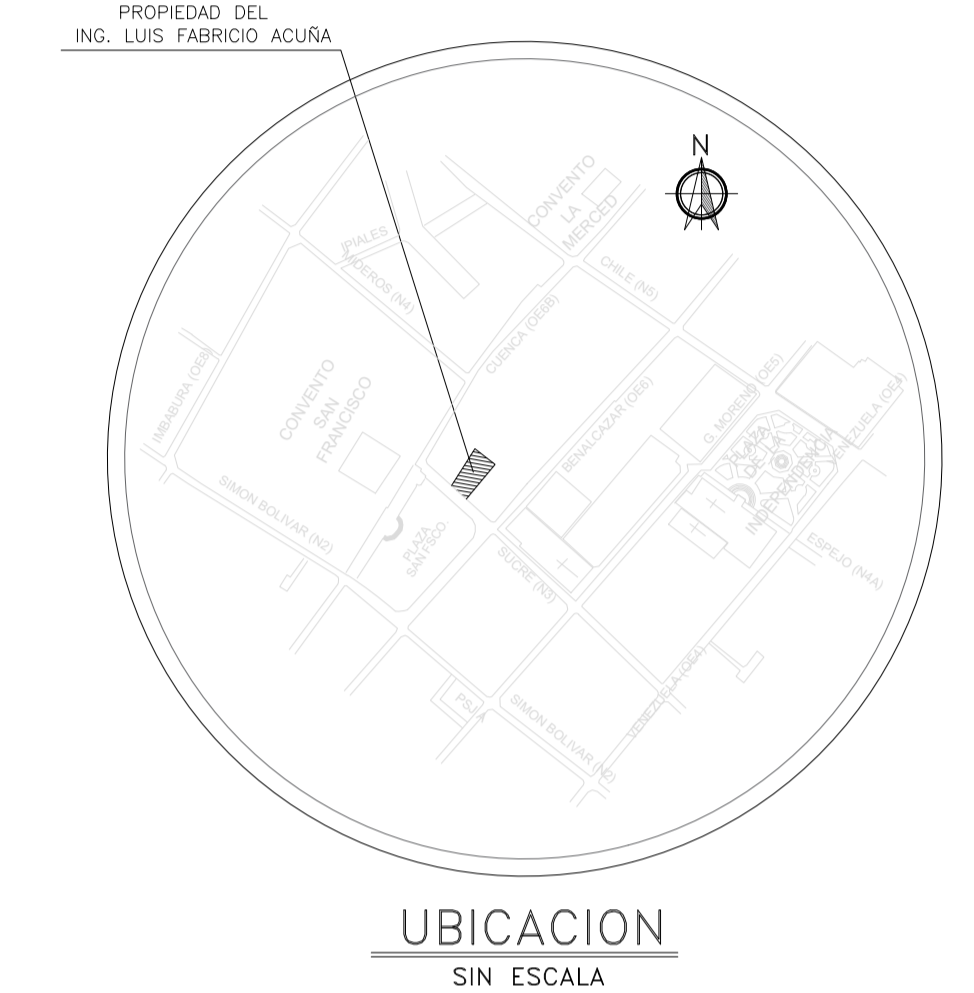 PROPIEDAD DEL
ING. LUIS FABRICIO ACUÑA
N
CONVENTO
LA
MERCED
IPIALES
MIDEROS (N4)
CHILE (N5)
CUENCA (OE6B)
IMBABURA (OE8)
CONVENTO
SAN
FRANCISCO
BENALCAZAR (OE6)
G. MORENO (OE5)
VENEZUELA (OE4)
PLAZA
DE LA
INDEPENDENCIA
SIMON BOLIVAR (N2)
PLAZA
SAN FSCO.
SUCRE (N3)
ESPEJO (N4A)
VENEZUELA (OE4)
PSJ
SIMON BOLIVAR (N2)
UBICACION
SIN ESCALA